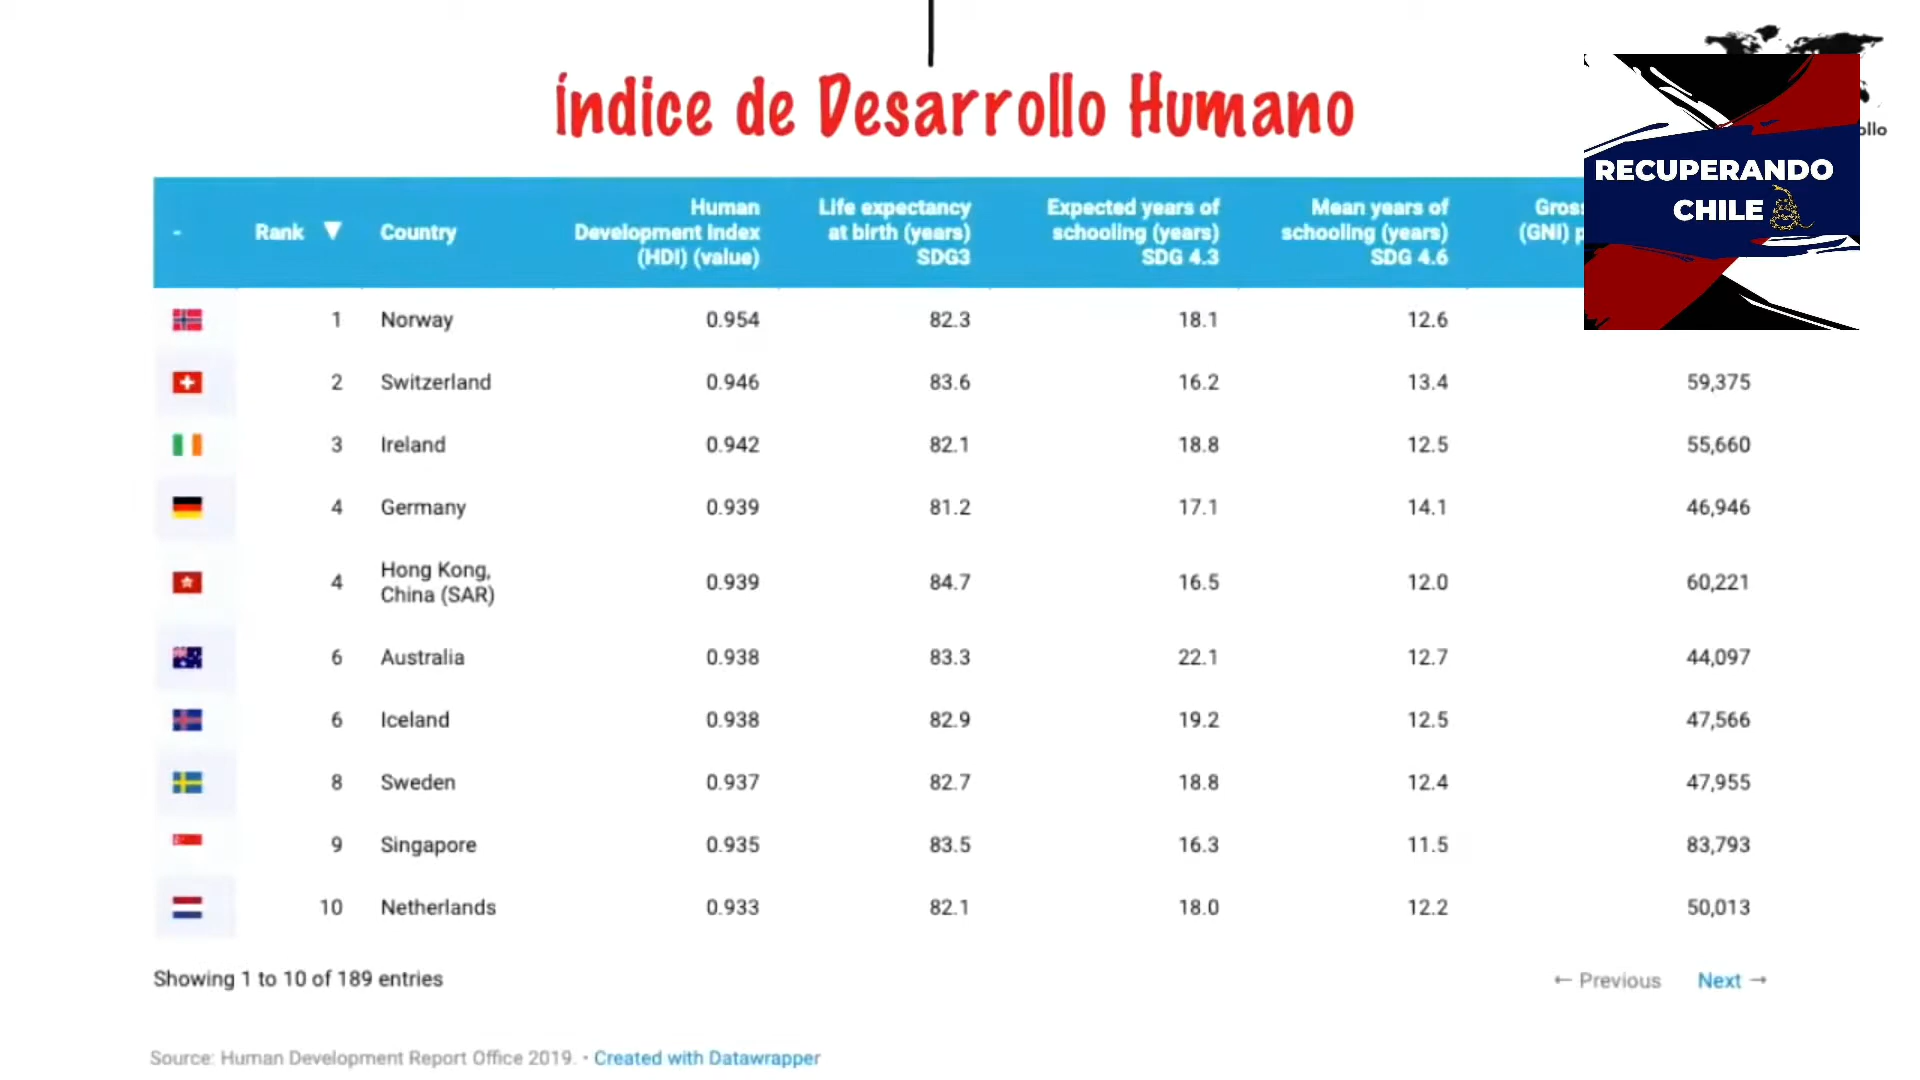 Índice de Desarrollo Humano
ollo
RECUPERANDO
CHILE
- Rank ▼ Country
Human
Development Index
(HDI) (value)
Life expectancy
at birth (years)
SDG3
Expected years of
schooling (years)
SDG 4.3
Mean years of
schooling (years)
SDG 4.6
Gros
(GNI) p
1 Norway 0.954 82.3 18.1 12.6
2 Switzerland 0.946 83.6 16.2 13.4 59,375
3 Ireland 0.942 82.1 18.8 12.5 55,660
4 Germany 0.939 81.2 17.1 14.1 46,946
4 Hong Kong,
China (SAR) 0.939 84.7 16.5 12.0 60,221
6 Australia 0.938 83.3 22.1 12.7 44,097
6 Iceland 0.938 82.9 19.2 12.5 47,566
8 Sweden 0.937 82.7 18.8 12.4 47,955
9 Singapore 0.935 83.5 16.3 11.5 83,793
10 Netherlands 0.933 82.1 18.0 12.2 50,013
Showing 1 to 10 of 189 entries
← Previous Next →
Source: Human Development Report Office 2019. • Created with Datawrapper